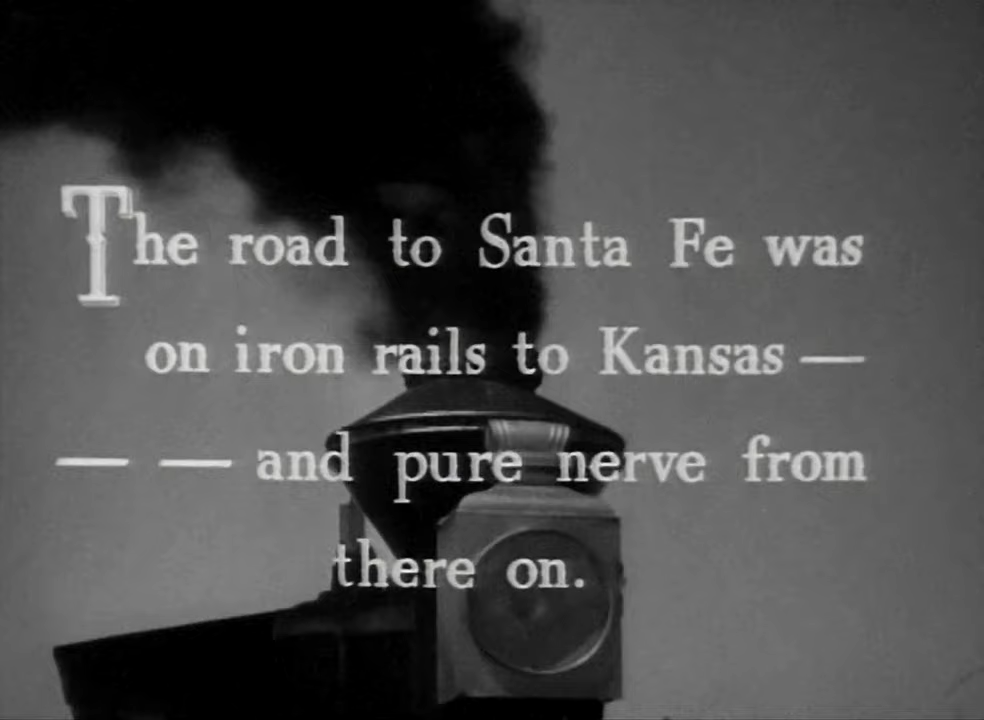 The road to Santa Fe was
on iron rails to Kansas —
— — and pure nerve from
there on.